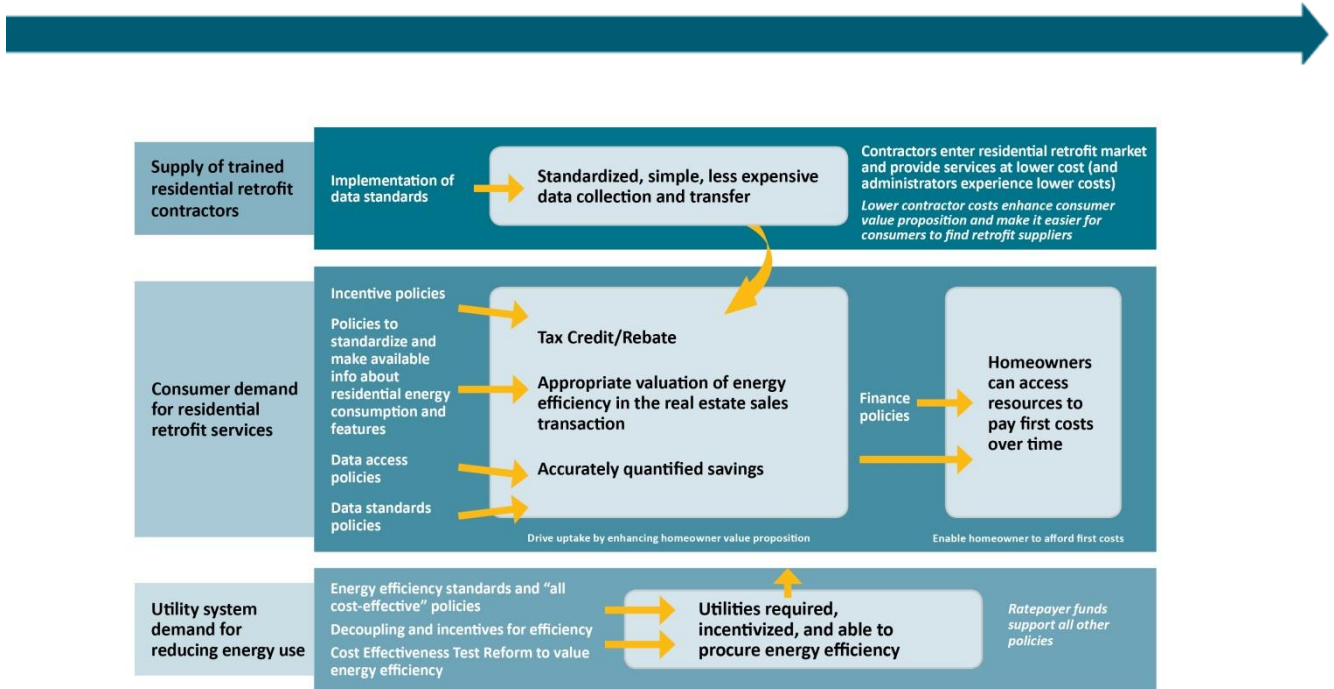 Supply of trained
residential retrofit
contractors
Implementation of
data standards
Standardized, simple, less expensive
data collection and transfer
Contractors enter residential retrofit market
and provide services at lower cost (and
administrators experience lower costs)
Lower contractor costs enhance consumer
value proposition and make it easier for
consumers to find retrofit suppliers
Consumer demand
for residential
retrofit services
Incentive policies
Policies to
standardize and
make available
info about
residential energy
consumption and
features
Data access
policies
Data standards
policies
Tax Credit/Rebate
Appropriate valuation of energy
efficiency in the real estate sales
transaction
Accurately quantified savings
Drive uptake by enhancing homeowner value proposition
Finance
policies
Homeowners
can access
resources to
pay first costs
over time
Enable homeowner to afford first costs
Utility system
demand for
reducing energy use
Energy efficiency standards and “all
cost-effective” policies
Decoupling and incentives for efficiency
Cost Effectiveness Test Reform to value
energy efficiency
Utilities required,
incentivized, and able to
procure energy efficiency
Ratepayer funds
support all other
policies